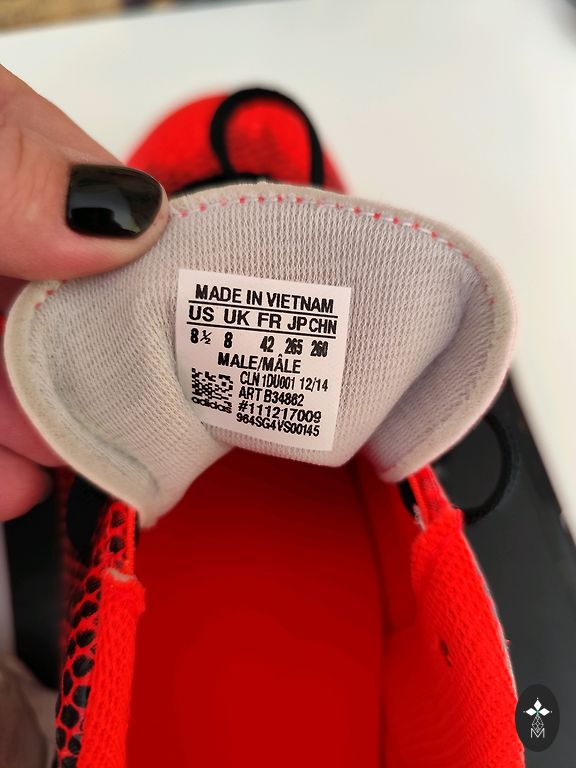 MADE IN VIETNAM
US UK FR JP CHN
8½ 8 42 265 260
MALE/MÂLE
CLN 1DU001 12/14
ART B34862
#111217009
964SG4VS00145
M